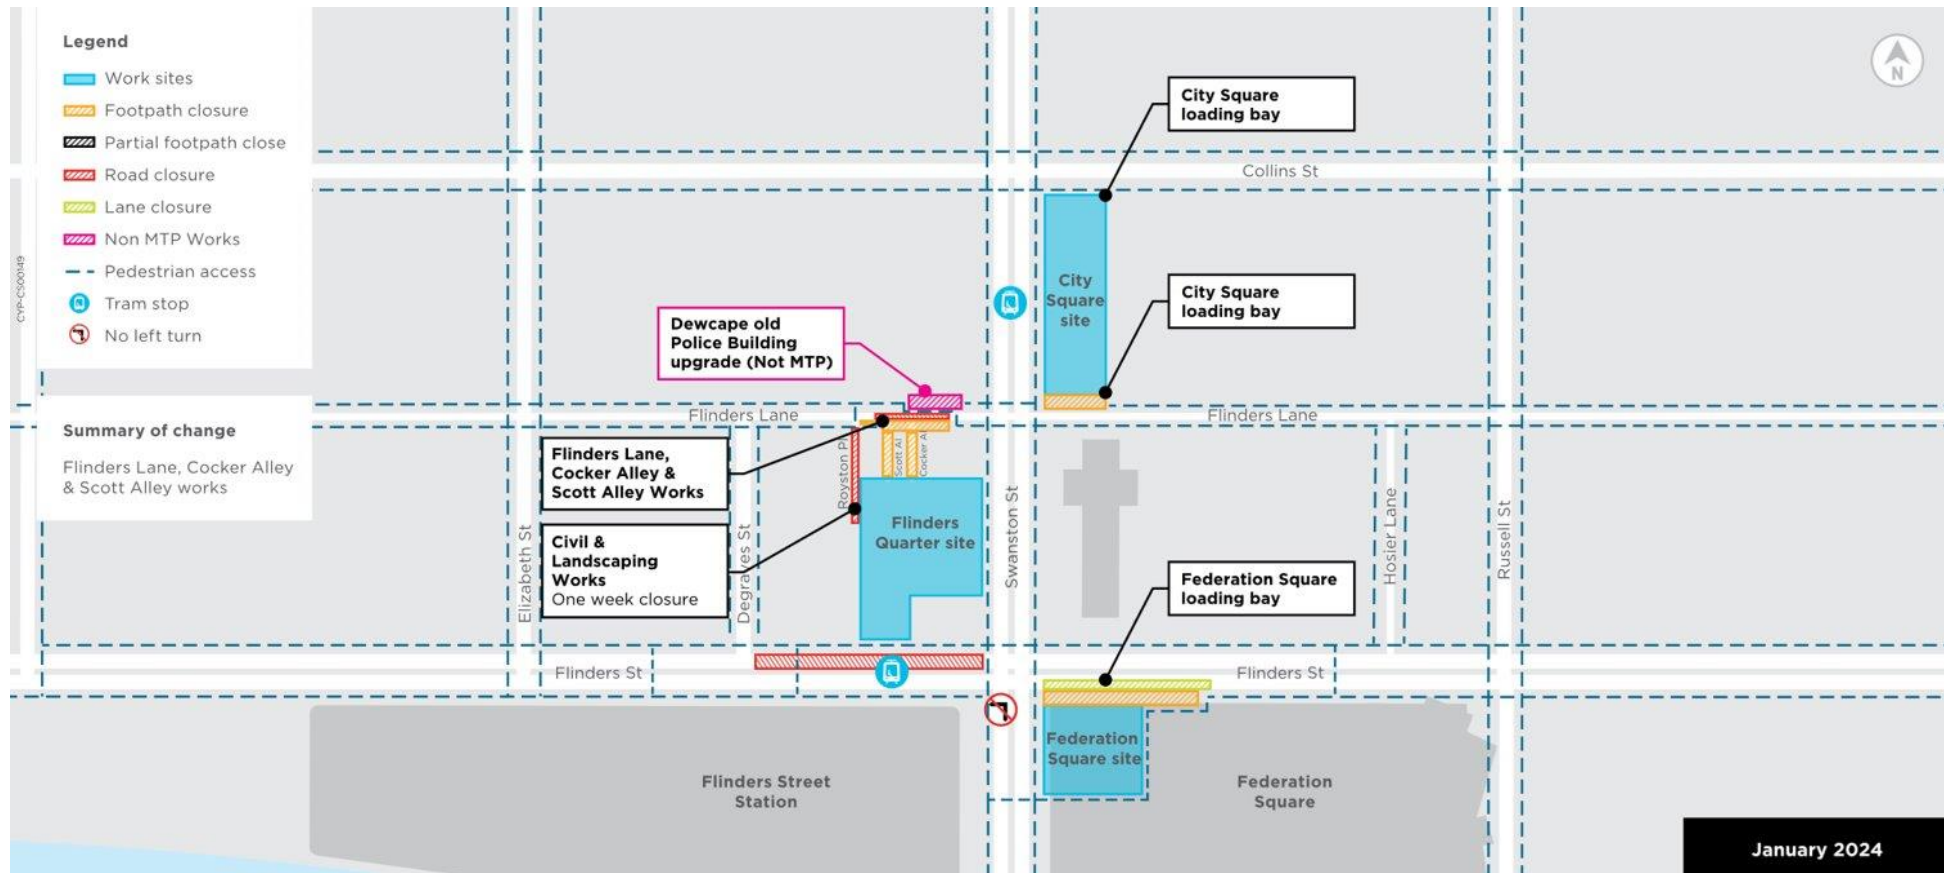 Legend
Work sites
Footpath closure
Partial footpath close
Road closure
Lane closure
Non MTP Works
Pedestrian access
Tram stop
No left turn
CYP-CS00149
Summary of change
Flinders Lane, Cocker Alley
& Scott Alley works
N
City Square
loading bay
Collins St
City
Square
site
City Square
loading bay
Dewcape old
Police Building
upgrade (Not MTP)
Flinders Lane
Flinders Lane
Flinders Lane,
Cocker Alley &
Scott Alley Works
Royston Pl
Scott Al
Cocker A
Civil &
Landscaping
Works
One week closure
Flinders
Quarter site
Elizabeth St
Degraves St
Swanston St
Hosier Lane
Russell St
Federation Square
loading bay
Flinders St
Flinders St
Federation
Square site
Flinders Street
Station
Federation
Square
January 2024